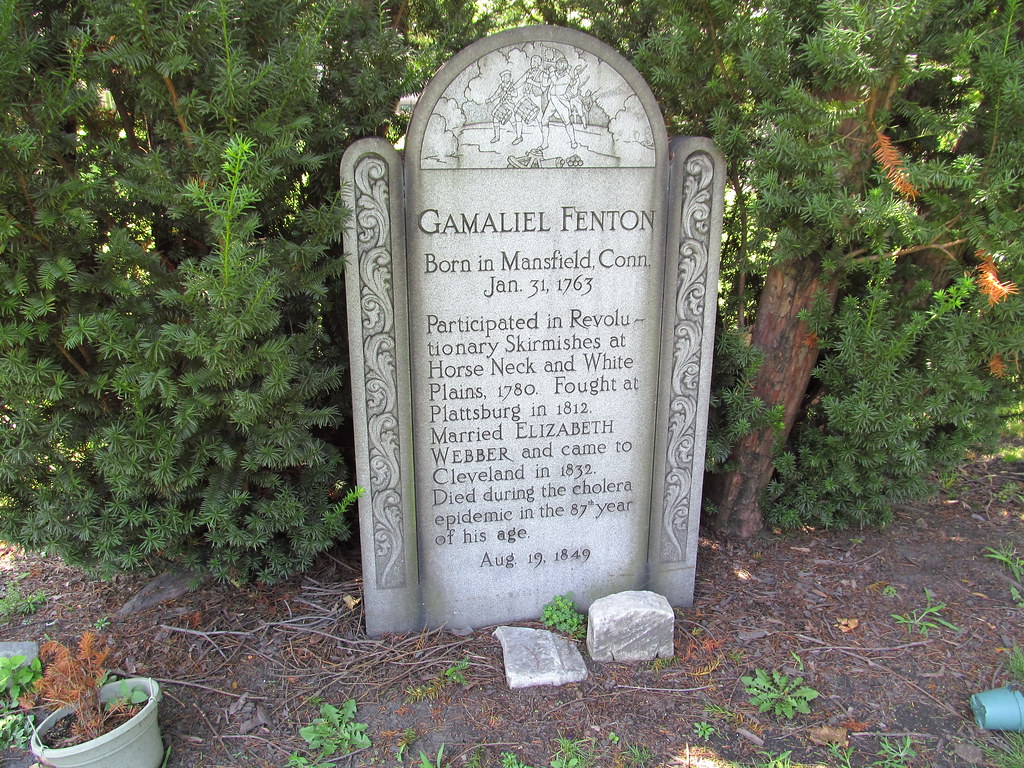 GAMALIEL FENTON
Born in Mansfield, Conn.
Jan. 31, 1763
Participated in Revolu-
tionary Skirmishes at
Horse Neck and White
Plains, 1780. Fought at
Plattsburg in 1812.
Married ELIZABETH
WEBBER and came to
Cleveland in 1832.
Died during the cholera
epidemic in the 87th year
of his age.
Aug. 19, 1849